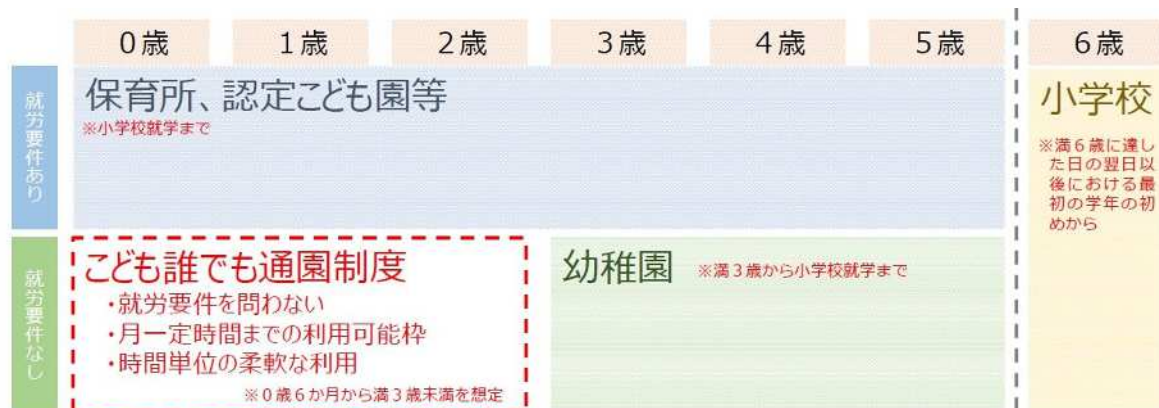 0歳 1歳 2歳 3歳 4歳 5歳 6歳
就労要件あり
保育所、認定こども園等
※小学校就学まで
小学校
※満6歳に達し
た日の翌日以
後における最
初の学年の初
めから
就労要件なし
こども誰でも通園制度
・就労要件を問わない
・月一定時間までの利用可能枠
・時間単位の柔軟な利用
※0歳6か月から満3歳未満を想定
幼稚園 ※満3歳から小学校就学まで